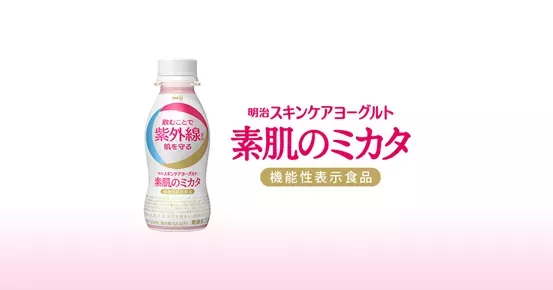 飲むことで
紫外線から
肌を守る
明治スキンケアヨーグルト
素肌のミカタ
明治 スキンケアヨーグルト
素肌のミカタ
機能性表示食品